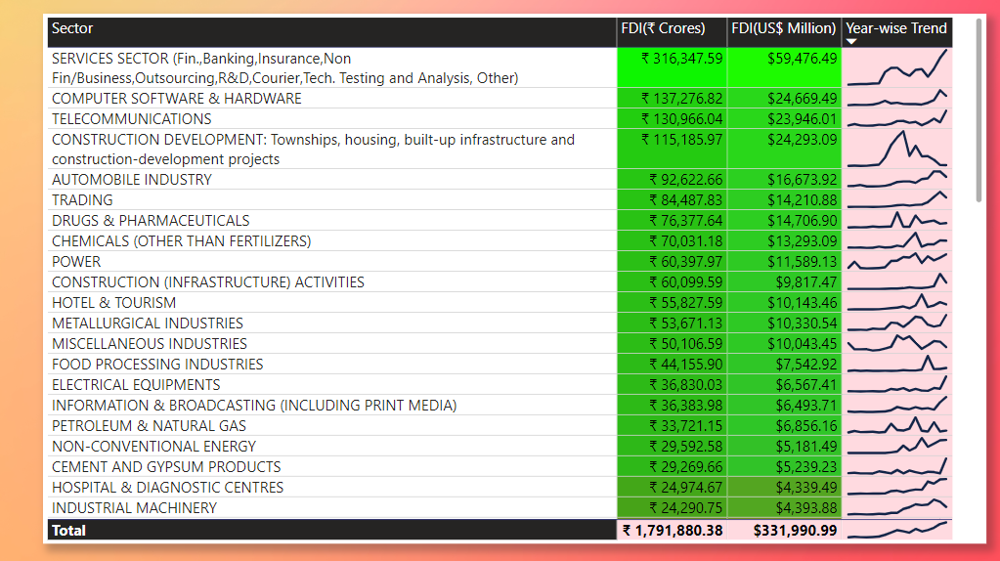 Sector FDI(₹ Crores) FDI(US$ Million) Year-wise Trend
SERVICES SECTOR (Fin.,Banking,Insurance,Non ₹ 316,347.59 $59,476.49
Fin/Business,Outsourcing,R&D,Courier,Tech. Testing and Analysis, Other)
COMPUTER SOFTWARE & HARDWARE ₹ 137,276.82 $24,669.49
TELECOMMUNICATIONS ₹ 130,966.04 $23,946.01
CONSTRUCTION DEVELOPMENT: Townships, housing, built-up infrastructure and ₹ 115,185.97 $24,293.09
construction-development projects
AUTOMOBILE INDUSTRY ₹ 92,622.66 $16,673.92
TRADING ₹ 84,487.83 $14,210.88
DRUGS & PHARMACEUTICALS ₹ 76,377.64 $14,706.90
CHEMICALS (OTHER THAN FERTILIZERS) ₹ 70,031.18 $13,293.09
POWER ₹ 60,397.97 $11,589.13
CONSTRUCTION (INFRASTRUCTURE) ACTIVITIES ₹ 60,099.59 $9,817.47
HOTEL & TOURISM ₹ 55,827.59 $10,143.46
METALLURGICAL INDUSTRIES ₹ 53,671.13 $10,330.54
MISCELLANEOUS INDUSTRIES ₹ 50,106.59 $10,043.45
FOOD PROCESSING INDUSTRIES ₹ 44,155.90 $7,542.92
ELECTRICAL EQUIPMENTS ₹ 36,830.03 $6,567.41
INFORMATION & BROADCASTING (INCLUDING PRINT MEDIA) ₹ 36,383.98 $6,493.71
PETROLEUM & NATURAL GAS ₹ 33,721.15 $6,856.16
NON-CONVENTIONAL ENERGY ₹ 29,592.58 $5,181.49
CEMENT AND GYPSUM PRODUCTS ₹ 29,269.66 $5,239.23
HOSPITAL & DIAGNOSTIC CENTRES ₹ 24,974.67 $4,339.49
INDUSTRIAL MACHINERY ₹ 24,290.75 $4,393.88
Total ₹ 1,791,880.38 $331,990.99